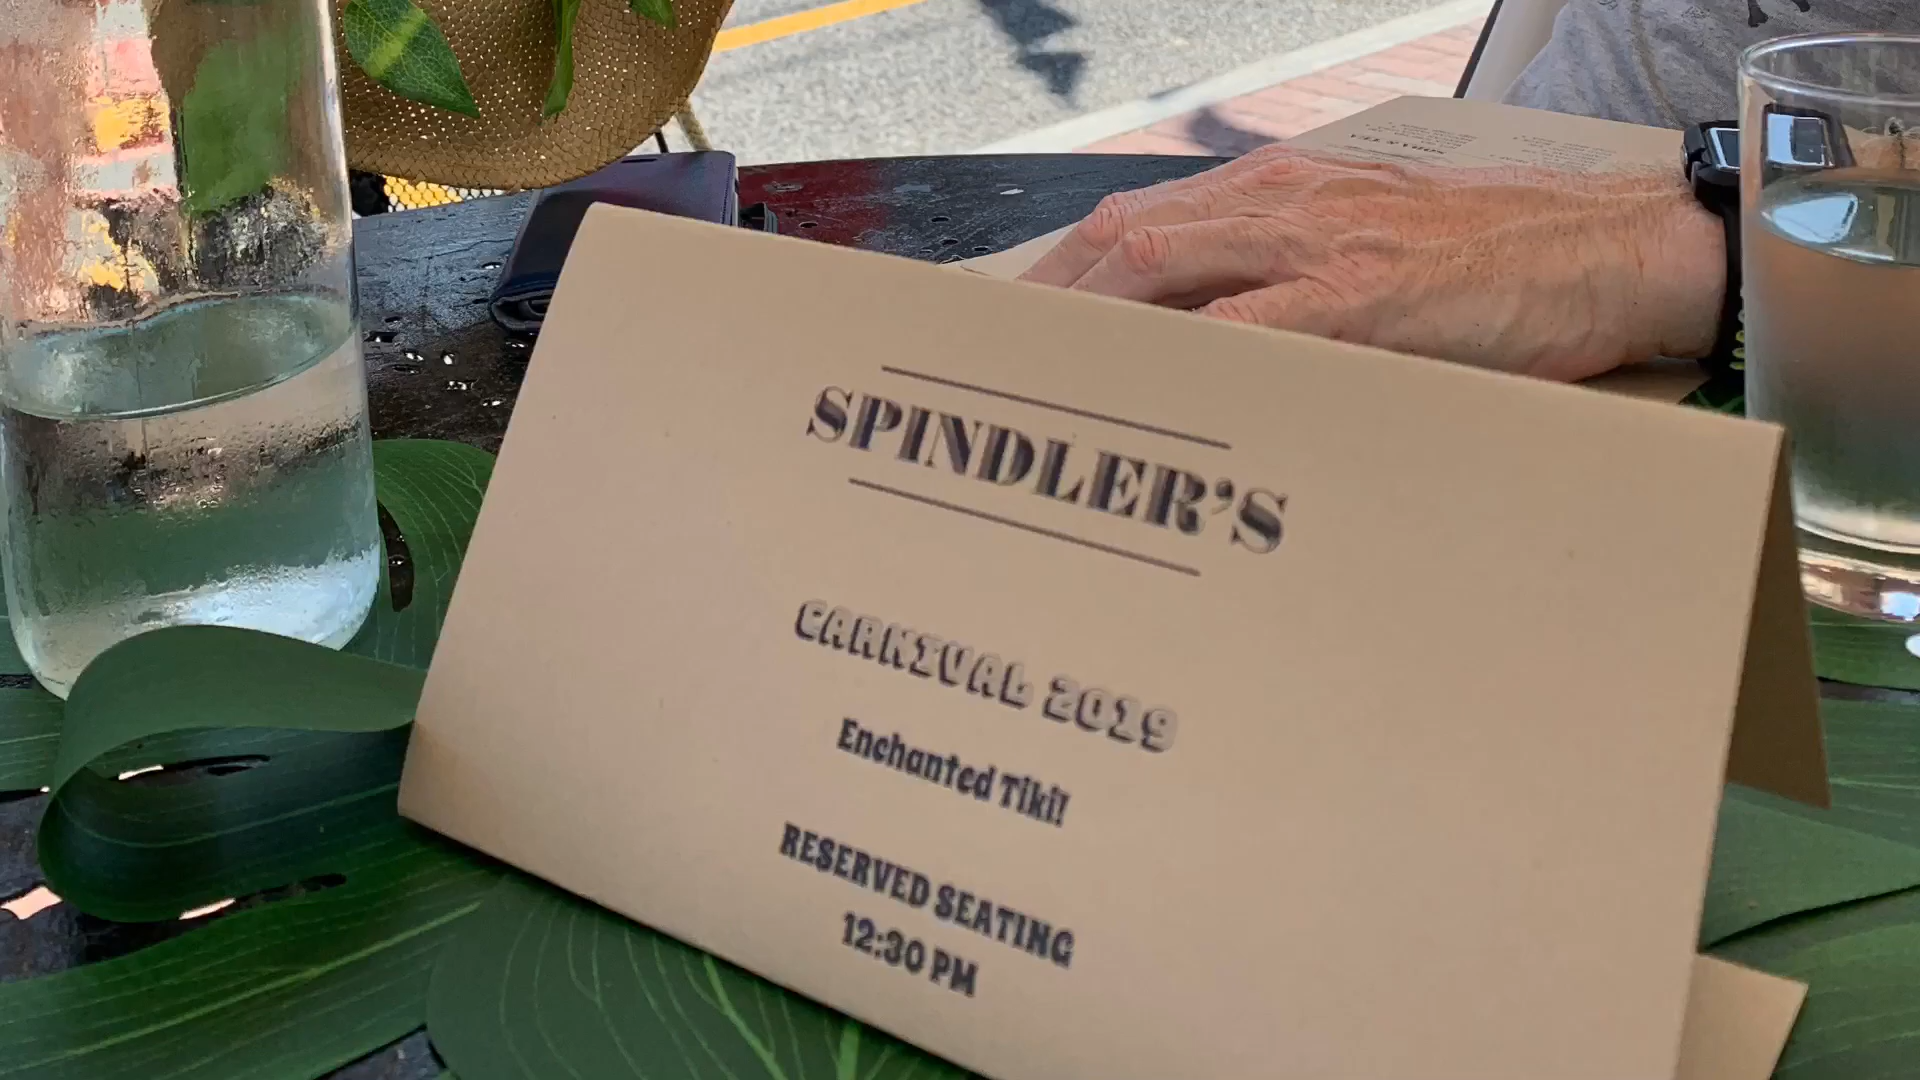 SPINDLER'S
CARNIVAL 2019
Enchanted Tiki!
RESERVED SEATING
12:30 PM